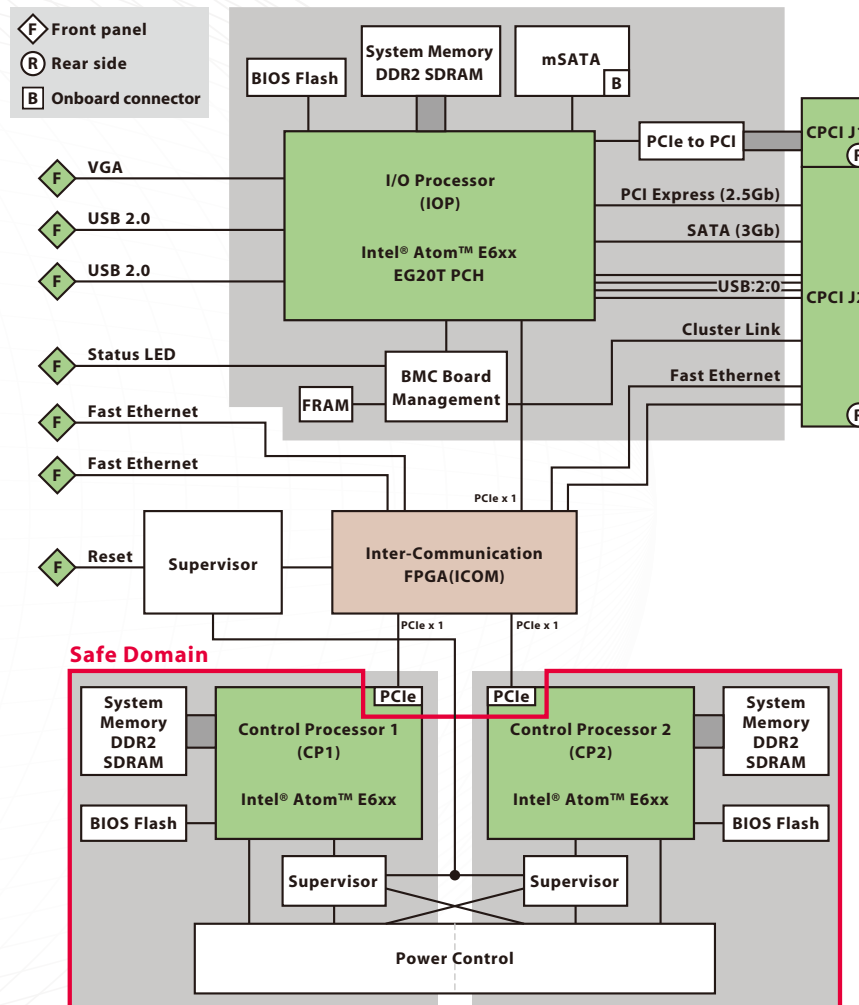 F Front panel
R Rear side
B Onboard connector
BIOS Flash
System Memory
DDR2 SDRAM
mSATA
B
PCIe to PCI
CPCI J1
I/O Processor
(IOP)
Intel® Atom™ E6xx
EG20T PCH
F VGA
F USB 2.0
F USB 2.0
PCI Express (2.5Gb)
SATA (3Gb)
USB 2.0
CPCI J2
Cluster Link
Fast Ethernet
F Status LED
BMC Board
Management
FRAM
F Fast Ethernet
F Fast Ethernet
PCIe x 1
F Reset
Supervisor
Inter-Communication
FPGA(ICOM)
PCIe x 1
PCIe x 1
Safe Domain
System
Memory
DDR2
SDRAM
PCIe
Control Processor 1
(CP1)
Intel® Atom™ E6xx
BIOS Flash
PCIe
Control Processor 2
(CP2)
Intel® Atom™ E6xx
System
Memory
DDR2
SDRAM
BIOS Flash
Supervisor
Supervisor
Power Control